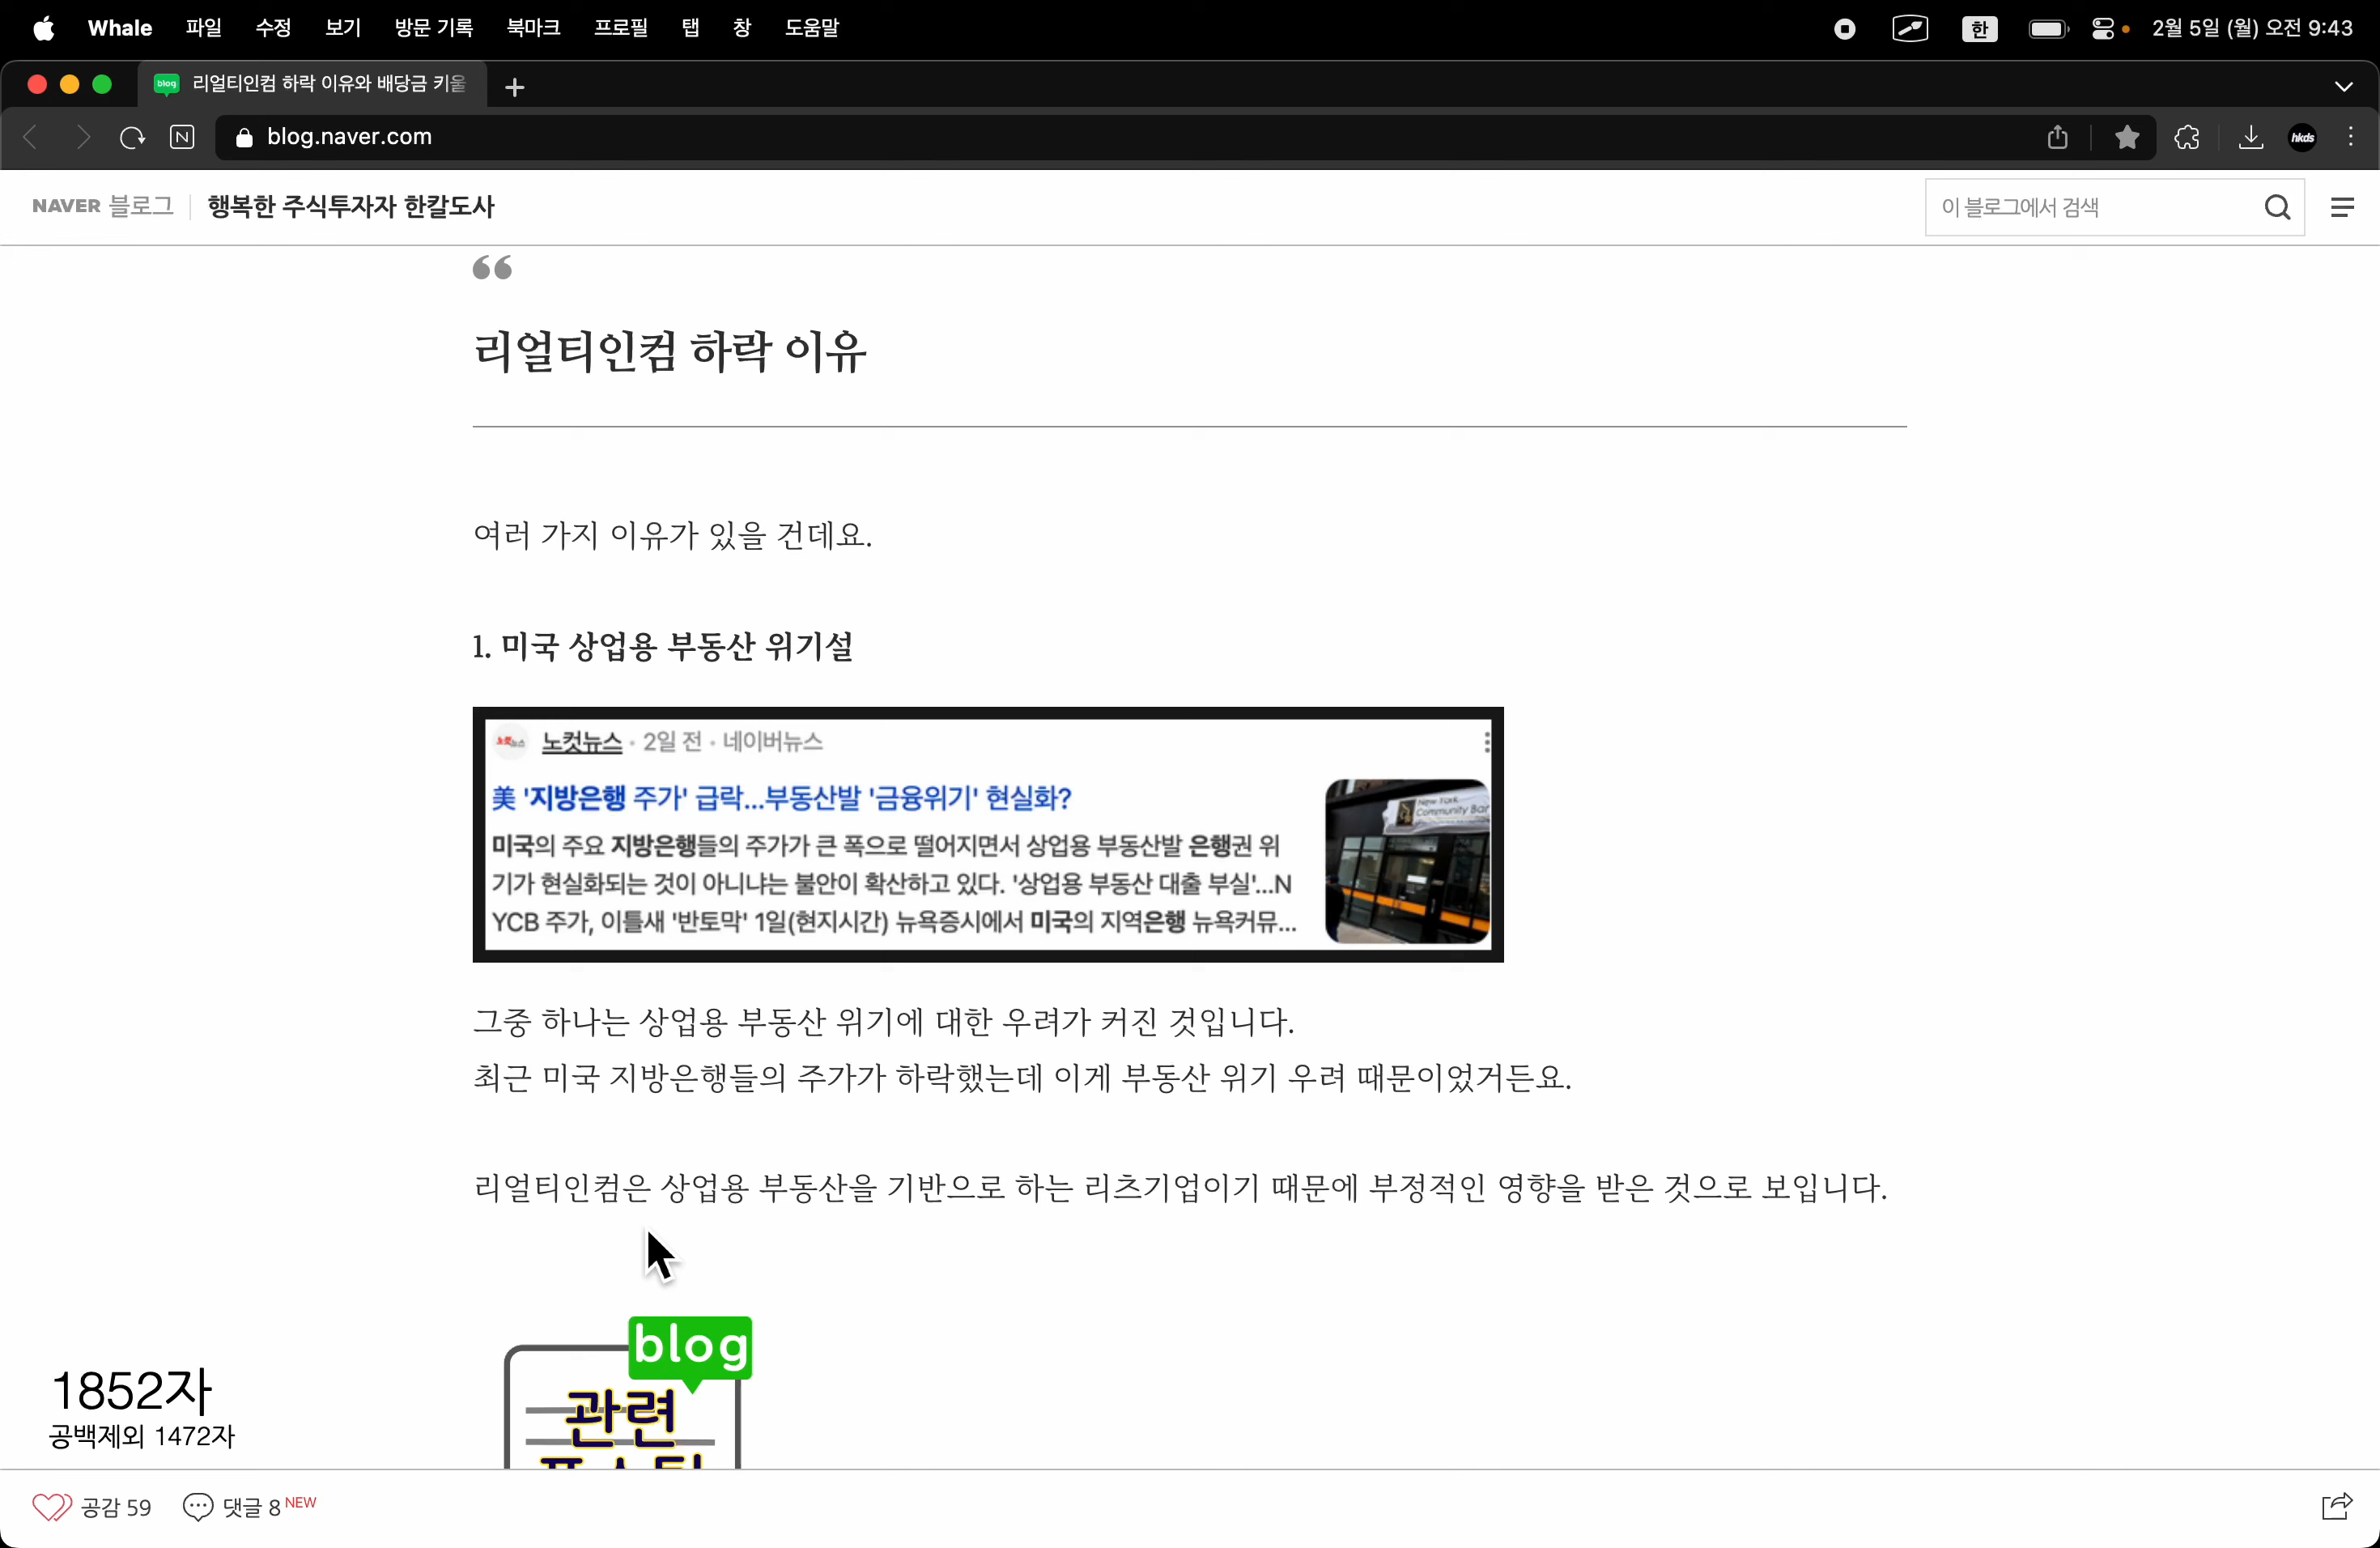 Whale 파일 수정 보기 방문 기록 북마크 프로필 탭 창 도움말 한 2월 5일 (월) 오전 9:43
blog 리얼티인컴 하락 이유와 배당금 키울
N blog.naver.com hkds
NAVER 블로그 행복한 주식투자자 한칼도사 이 블로그에서 검색
리얼티인컴 하락 이유
여러 가지 이유가 있을 건데요.
1. 미국 상업용 부동산 위기설
노컷뉴스 노컷뉴스 · 2일 전 · 네이버뉴스
美 '지방은행 주가' 급락...부동산발 '금융위기' 현실화?
미국의 주요 지방은행들의 주가가 큰 폭으로 떨어지면서 상업용 부동산발 은행권 위
기가 현실화되는 것이 아니냐는 불안이 확산하고 있다. '상업용 부동산 대출 부실'...N
YCB 주가, 이틀새 '반토막' 1일(현지시간) 뉴욕증시에서 미국의 지역은행 뉴욕커뮤...
New York
Community Ban
그중 하나는 상업용 부동산 위기에 대한 우려가 커진 것입니다.
최근 미국 지방은행들의 주가가 하락했는데 이게 부동산 위기 우려 때문이었거든요.
리얼티인컴은 상업용 부동산을 기반으로 하는 리츠기업이기 때문에 부정적인 영향을 받은 것으로 보입니다.
blog
관련
1852자
공백제외 1472자
공감 59 댓글 8 NEW